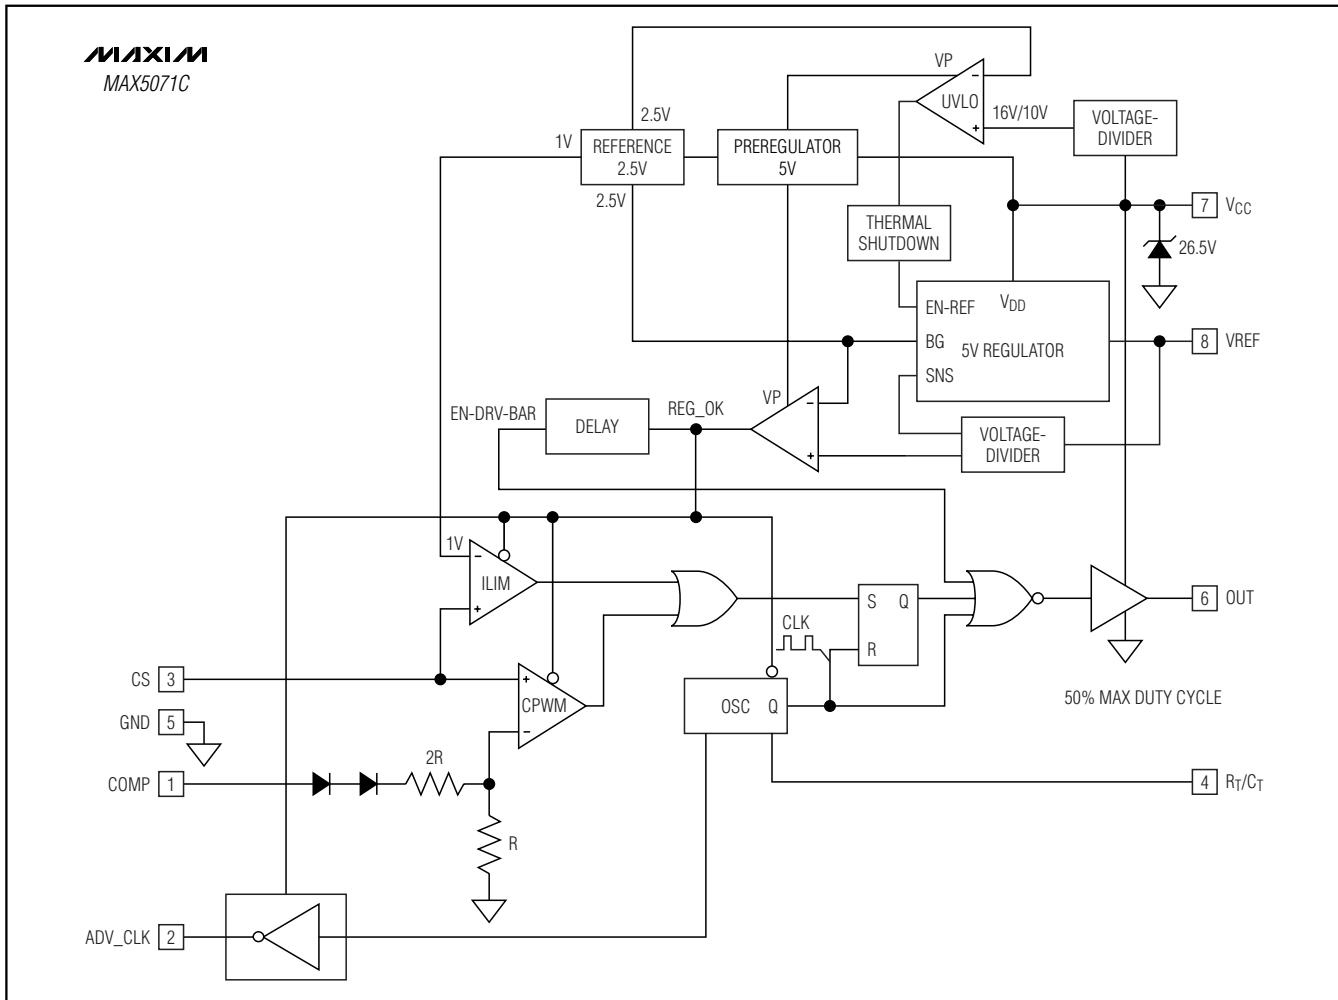 MAXIM
MAX5071C
VP
−
UVLO
+
16V/10V
VOLTAGE-
DIVIDER
2.5V
1V
REFERENCE
2.5V
2.5V
PREREGULATOR
5V
THERMAL
SHUTDOWN
7
VCC
26.5V
EN-REF
VDD
BG
5V REGULATOR
SNS
8
VREF
EN-DRV-BAR
DELAY
REG_OK
VP
−
+
VOLTAGE-
DIVIDER
1V
−
ILIM
+
S
Q
R
CLK
6
OUT
CS
3
+
CPWM
−
OSC
Q
50% MAX DUTY CYCLE
GND
5
COMP
1
2R
R
4
RT/CT
ADV_CLK
2